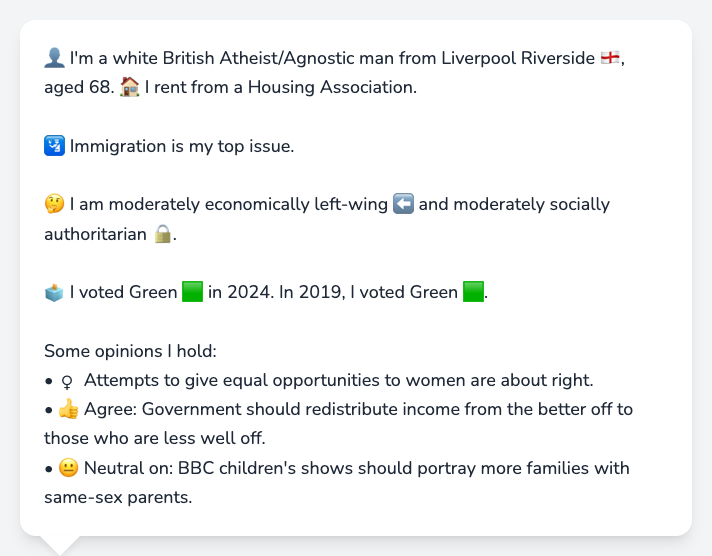 👤 I'm a white British Atheist/Agnostic man from Liverpool Riverside 🏴󠁧󠁢󠁥󠁮󠁧󠁿,
aged 68. 🏠 I rent from a Housing Association.
🛂 Immigration is my top issue.
🤔 I am moderately economically left-wing ⬅️ and moderately socially
authoritarian 🔒.
🗳️ I voted Green 🟩 in 2024. In 2019, I voted Green 🟩.
Some opinions I hold:
• ♀ Attempts to give equal opportunities to women are about right.
• 👍 Agree: Government should redistribute income from the better off to
those who are less well off.
• 😐 Neutral on: BBC children's shows should portray more families with
same-sex parents.